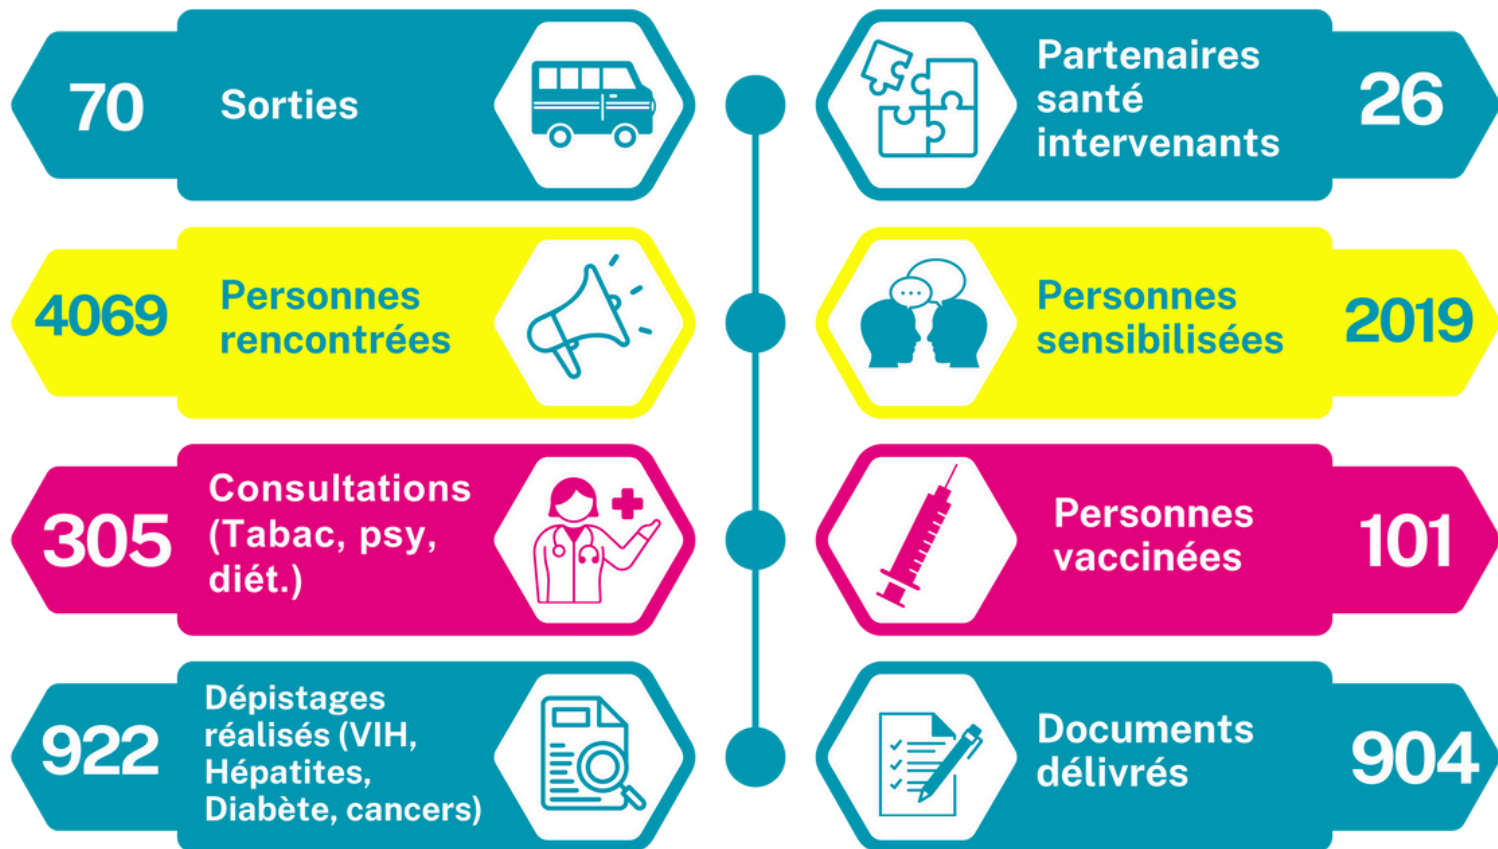 70
Sorties
Partenaires
santé
intervenants
26
4069
Personnes
rencontrées
Personnes
sensibilisées
2019
305
Consultations
(Tabac, psy,
diét.)
Personnes
vaccinées
101
922
Dépistages
réalisés (VIH,
Hépatites,
Diabète, cancers)
Documents
délivrés
904